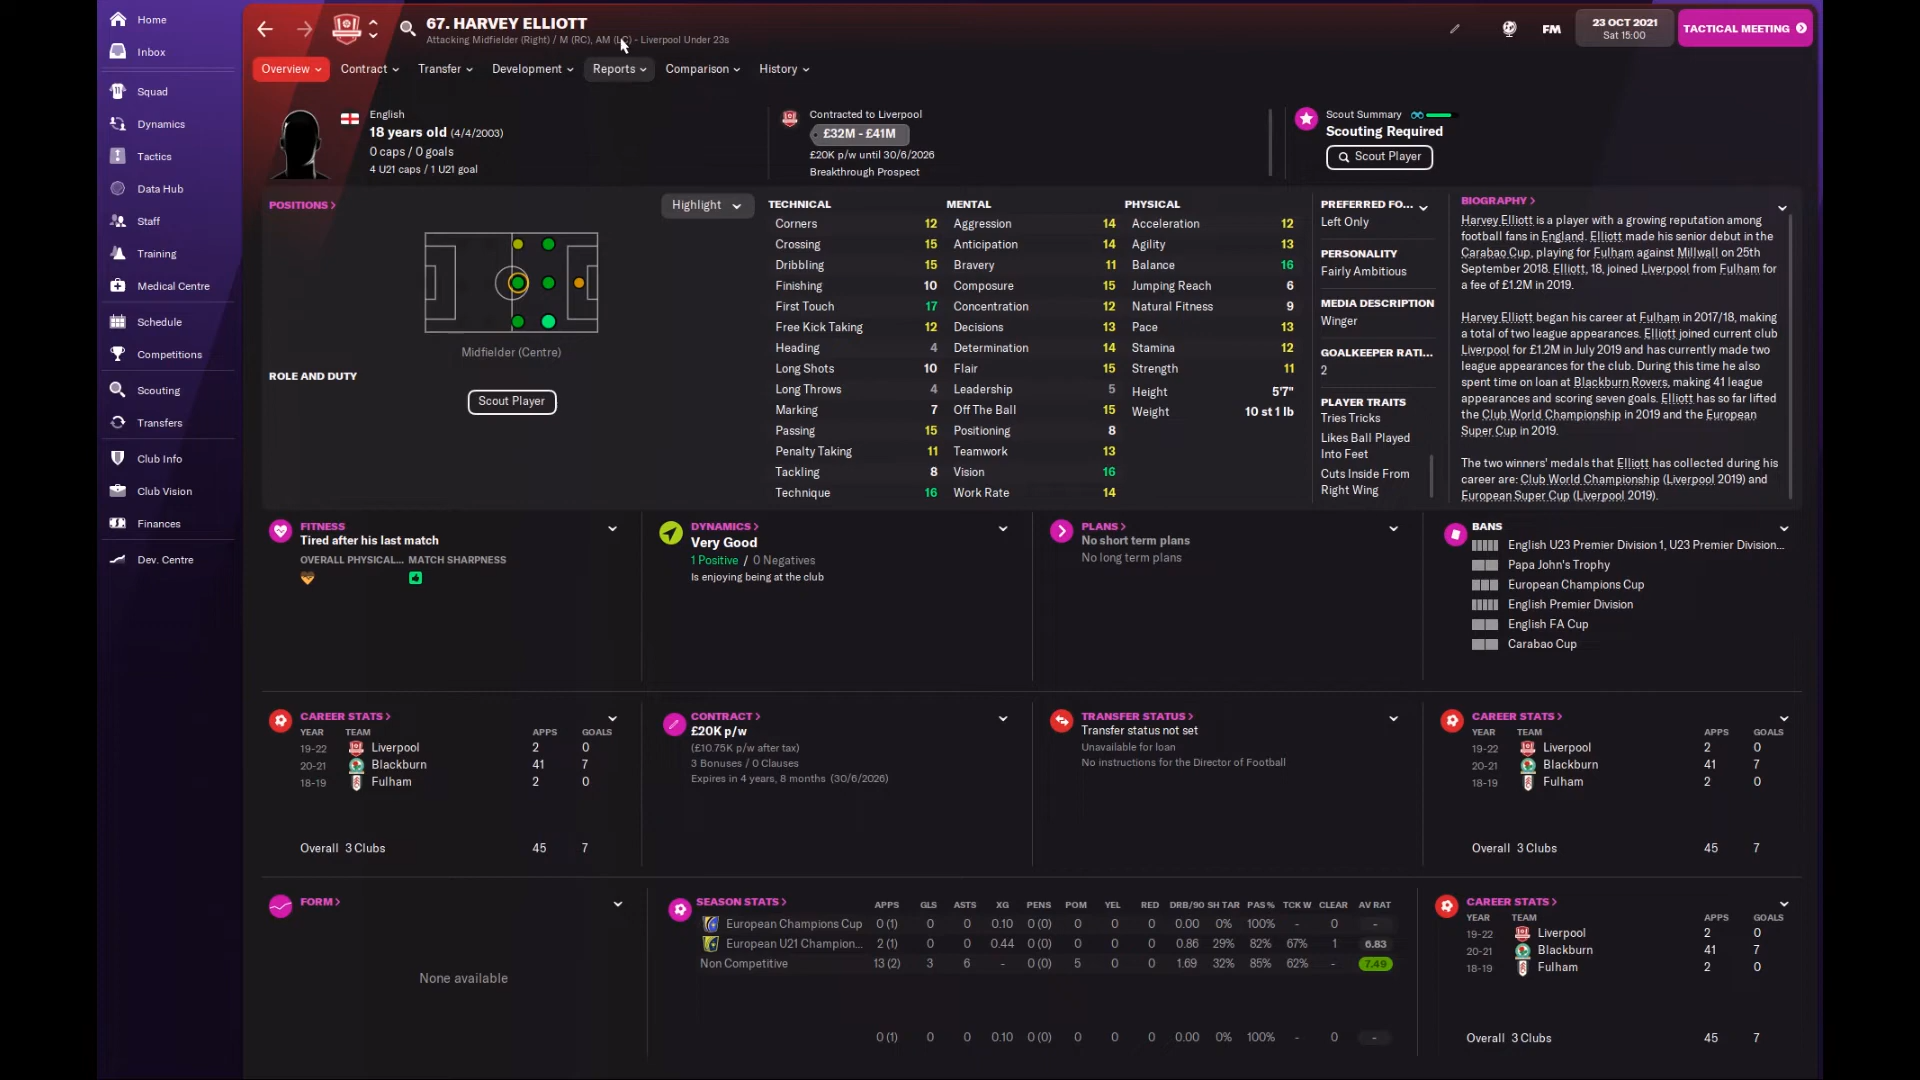 Home
Inbox
Squad
Dynamics
Tactics
Data Hub
Staff
Training
Medical Centre
Schedule
Competitions
Scouting
Transfers
Club Info
Club Vision
Finances
Dev. Centre
67. HARVEY ELLIOTT
Attacking Midfielder (Right) / M (RC), AM (LC) - Liverpool Under 23s
FM
23 OCT 2021
Sat 15:00
TACTICAL MEETING
Overview
Contract
Transfer
Development
Reports
Comparison
History
English
18 years old (4/4/2003)
0 caps / 0 goals
4 U21 caps / 1 U21 goal
Contracted to Liverpool
£32M - £41M
£20K p/w until 30/6/2026
Breakthrough Prospect
Scout Summary
Scouting Required
Scout Player
POSITIONS >
Highlight
Midfielder (Centre)
ROLE AND DUTY
Scout Player
TECHNICAL
Corners 12
Crossing 15
Dribbling 15
Finishing 10
First Touch 17
Free Kick Taking 12
Heading 4
Long Shots 10
Long Throws 4
Marking 7
Passing 15
Penalty Taking 11
Tackling 8
Technique 16
MENTAL
Aggression 14
Anticipation 14
Bravery 11
Composure 15
Concentration 12
Decisions 13
Determination 14
Flair 15
Leadership 5
Off The Ball 15
Positioning 8
Teamwork 13
Vision 16
Work Rate 14
PHYSICAL
Acceleration 12
Agility 13
Balance 16
Jumping Reach 6
Natural Fitness 9
Pace 13
Stamina 12
Strength 11
Height 5'7"
Weight 10 st 1 lb
PREFERRED FO...
Left Only
PERSONALITY
Fairly Ambitious
MEDIA DESCRIPTION
Winger
GOALKEEPER RATI...
2
PLAYER TRAITS
Tries Tricks
Likes Ball Played
Into Feet
Cuts Inside From
Right Wing
BIOGRAPHY >
Harvey Elliott is a player with a growing reputation among
football fans in England. Elliott made his senior debut in the
Carabao Cup, playing for Fulham against Millwall on 25th
September 2018. Elliott, 18, joined Liverpool from Fulham for
a fee of £1.2M in 2019.
Harvey Elliott began his career at Fulham in 2017/18, making
a total of two league appearances. Elliott joined current club
Liverpool for £1.2M in July 2019 and has currently made two
league appearances for the club. During this time he also
spent time on loan at Blackburn Rovers, making 41 league
appearances and scoring seven goals. Elliott has so far lifted
the Club World Championship in 2019 and the European
Super Cup in 2019.
The two winners' medals that Elliott has collected during his
career are: Club World Championship (Liverpool 2019) and
European Super Cup (Liverpool 2019).
FITNESS
Tired after his last match
OVERALL PHYSICAL... MATCH SHARPNESS
DYNAMICS >
Very Good
1 Positive / 0 Negatives
Is enjoying being at the club
PLANS >
No short term plans
No long term plans
BANS
English U23 Premier Division 1, U23 Premier Division...
Papa John's Trophy
European Champions Cup
English Premier Division
English FA Cup
Carabao Cup
CAREER STATS >
YEAR TEAM APPS GOALS
19-22 Liverpool 2 0
20-21 Blackburn 41 7
18-19 Fulham 2 0
Overall 3 Clubs 45 7
CONTRACT >
£20K p/w
(£10.75K p/w after tax)
3 Bonuses / 0 Clauses
Expires in 4 years, 8 months (30/6/2026)
TRANSFER STATUS >
Transfer status not set
Unavailable for loan
No instructions for the Director of Football
CAREER STATS >
YEAR TEAM APPS GOALS
19-22 Liverpool 2 0
20-21 Blackburn 41 7
18-19 Fulham 2 0
Overall 3 Clubs 45 7
FORM >
None available
SEASON STATS > APPS GLS ASTS XG PENS POM YEL RED DRB/90 SH TAR PAS % TCK W CLEAR AV RAT
European Champions Cup 0 (1) 0 0 0.10 0 (0) 0 0 0 0.00 0% 100% - 0 -
European U21 Champion... 2 (1) 0 0 0.44 0 (0) 0 0 0 0.86 29% 82% 67% 1 6.83
Non Competitive 13 (2) 3 6 - 0 (0) 5 0 0 1.69 32% 85% 62% - 7.49
0 (1) 0 0 0.10 0 (0) 0 0 0 0.00 0% 100% - 0 -
CAREER STATS >
YEAR TEAM APPS GOALS
19-22 Liverpool 2 0
20-21 Blackburn 41 7
18-19 Fulham 2 0
Overall 3 Clubs 45 7